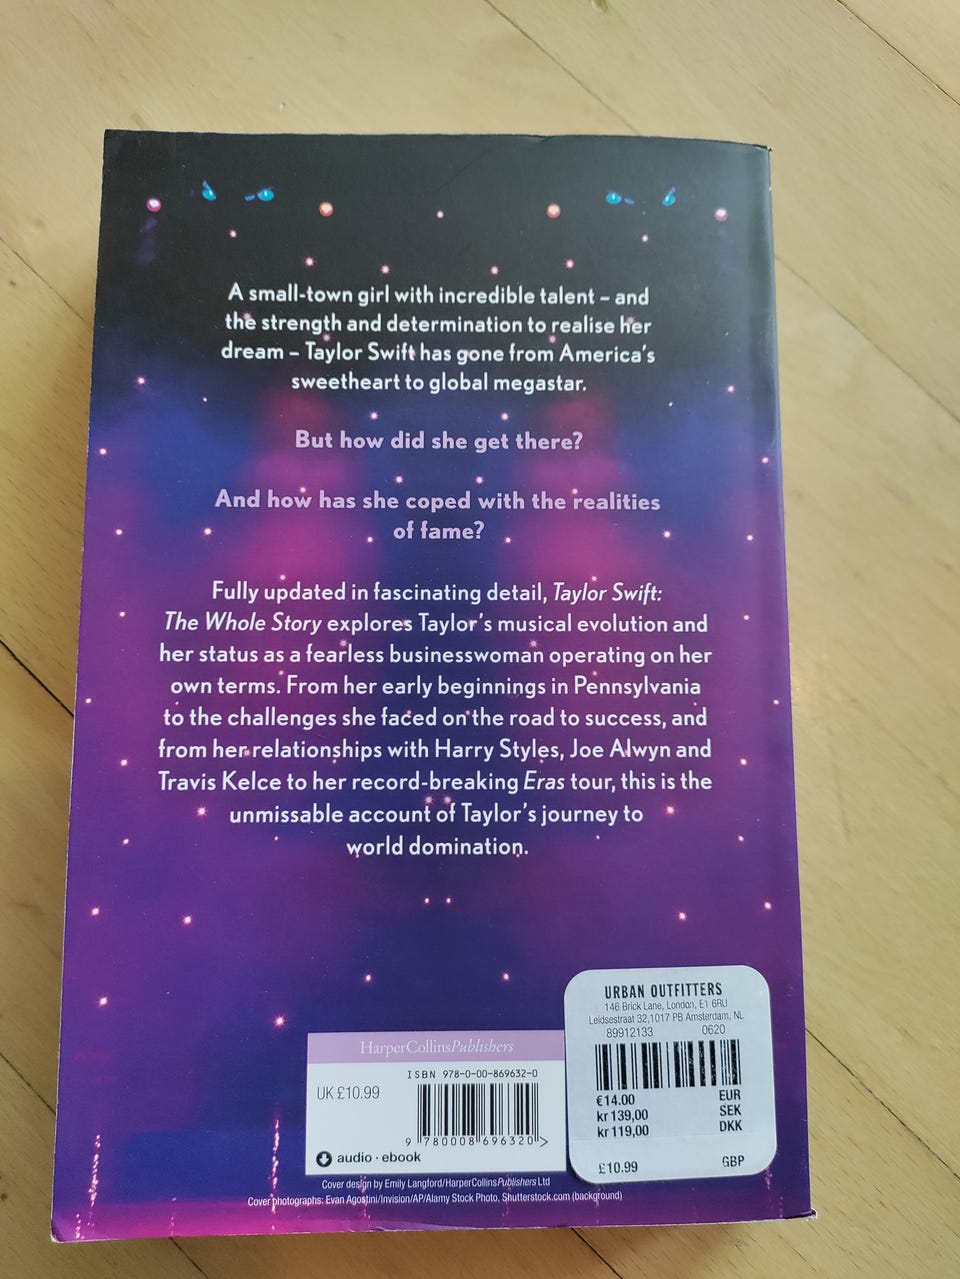 A small-town girl with incredible talent – and
the strength and determination to realise her
dream – Taylor Swift has gone from America's
sweetheart to global megastar.
But how did she get there?
And how has she coped with the realities
of fame?
Fully updated in fascinating detail, Taylor Swift:
The Whole Story explores Taylor's musical evolution and
her status as a fearless businesswoman operating on her
own terms. From her early beginnings in Pennsylvania
to the challenges she faced on the road to success, and
from her relationships with Harry Styles, Joe Alwyn and
Travis Kelce to her record-breaking Eras tour, this is the
unmissable account of Taylor's journey to
world domination.
HarperCollinsPublishers
ISBN 978-0-00-869632-0
UK £10.99
9 780008 696320 >
audio · ebook
Cover design by Emily Langford/HarperCollinsPublishers Ltd
Cover photographs: Evan Agostini/Invision/AP/Alamy Stock Photo, Shutterstock.com (background)
URBAN OUTFITTERS
146 Brick Lane, London, E1 6RU
Leidsestraat 32,1017 PB Amsterdam, NL
89912133 0620
€14.00 EUR
kr 139,00 SEK
kr 119,00 DKK
£10.99 GBP